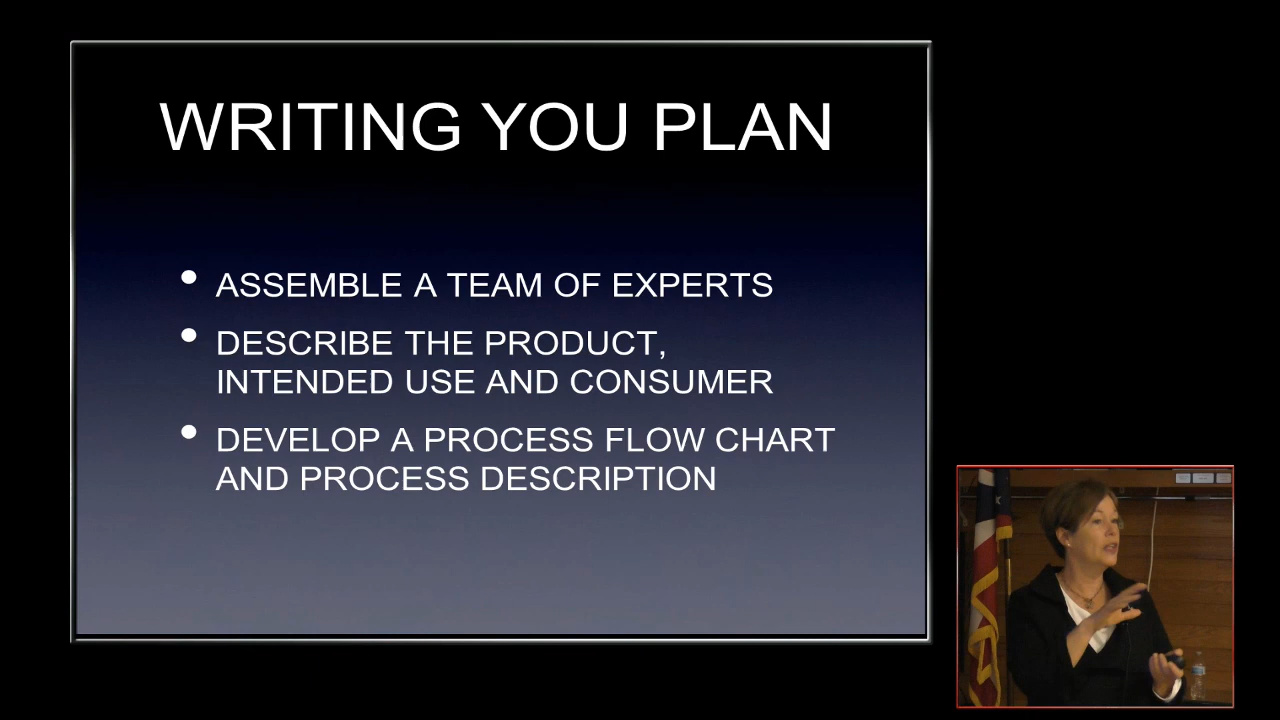 WRITING YOU PLAN
• ASSEMBLE A TEAM OF EXPERTS
• DESCRIBE THE PRODUCT,
INTENDED USE AND CONSUMER
• DEVELOP A PROCESS FLOW CHART
AND PROCESS DESCRIPTION